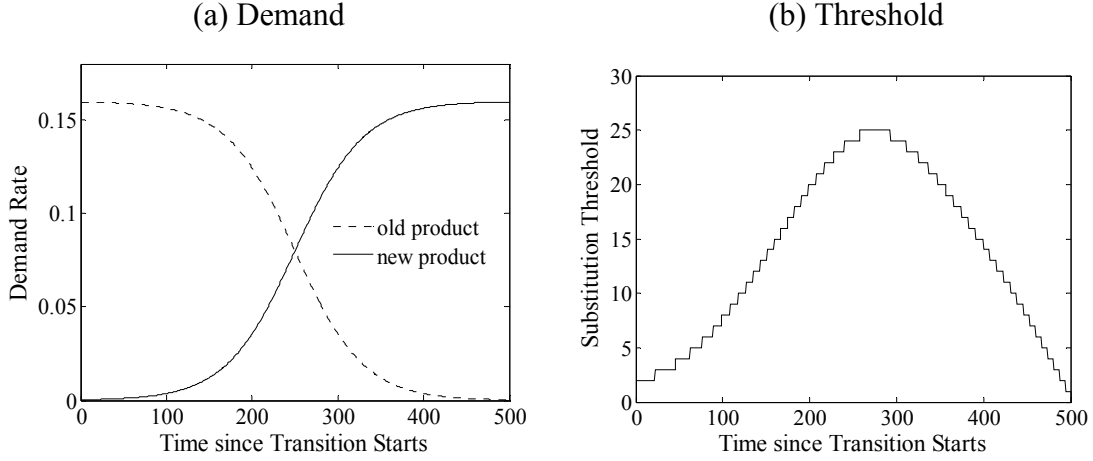 (a) Demand
0.15
0.1
0.05
0
Demand Rate
old product
new product
0 100 200 300 400 500
Time since Transition Starts
(b) Threshold
30
25
20
15
10
5
0
Substitution Threshold
0 100 200 300 400 500
Time since Transition Starts